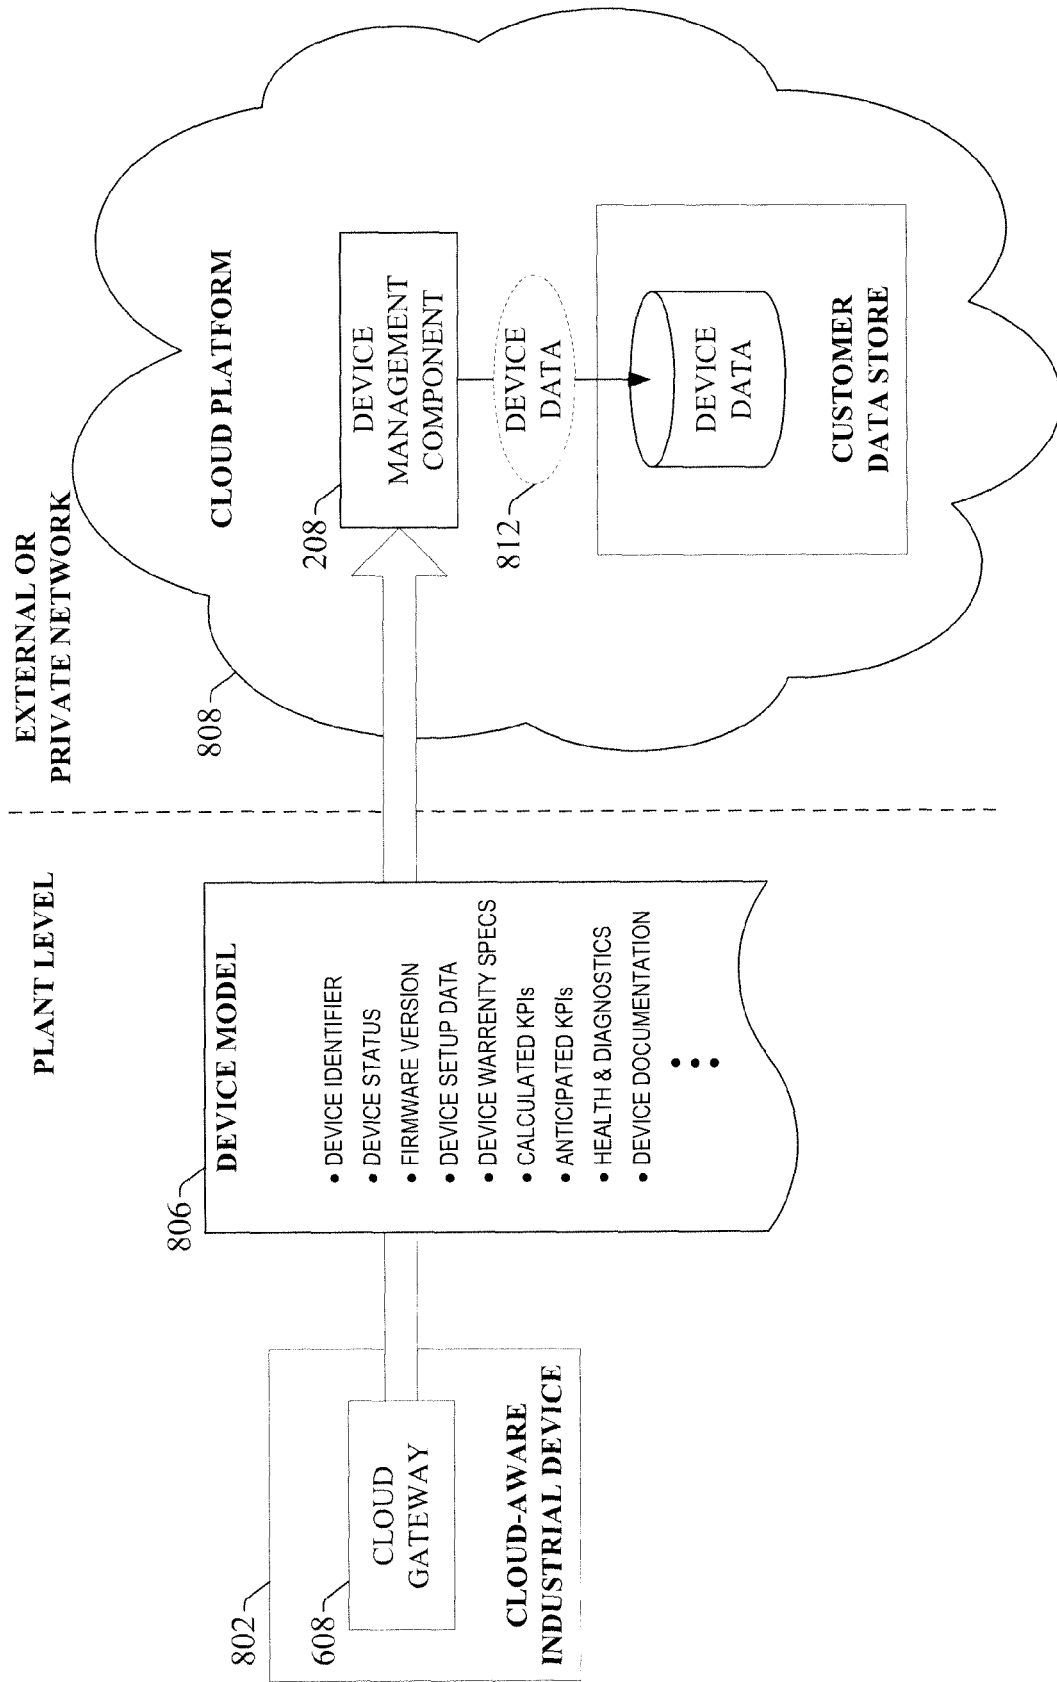 PLANT LEVEL
EXTERNAL OR
PRIVATE NETWORK
802
608
CLOUD
GATEWAY
CLOUD-AWARE
INDUSTRIAL DEVICE
806
DEVICE MODEL
• DEVICE IDENTIFIER
• DEVICE STATUS
• FIRMWARE VERSION
• DEVICE SETUP DATA
• DEVICE WARRENTY SPECS
• CALCULATED KPIs
• ANTICIPATED KPIs
• HEALTH & DIAGNOSTICS
• DEVICE DOCUMENTATION
808
CLOUD PLATFORM
208
DEVICE
MANAGEMENT
COMPONENT
812
DEVICE
DATA
DEVICE
DATA
CUSTOMER
DATA STORE